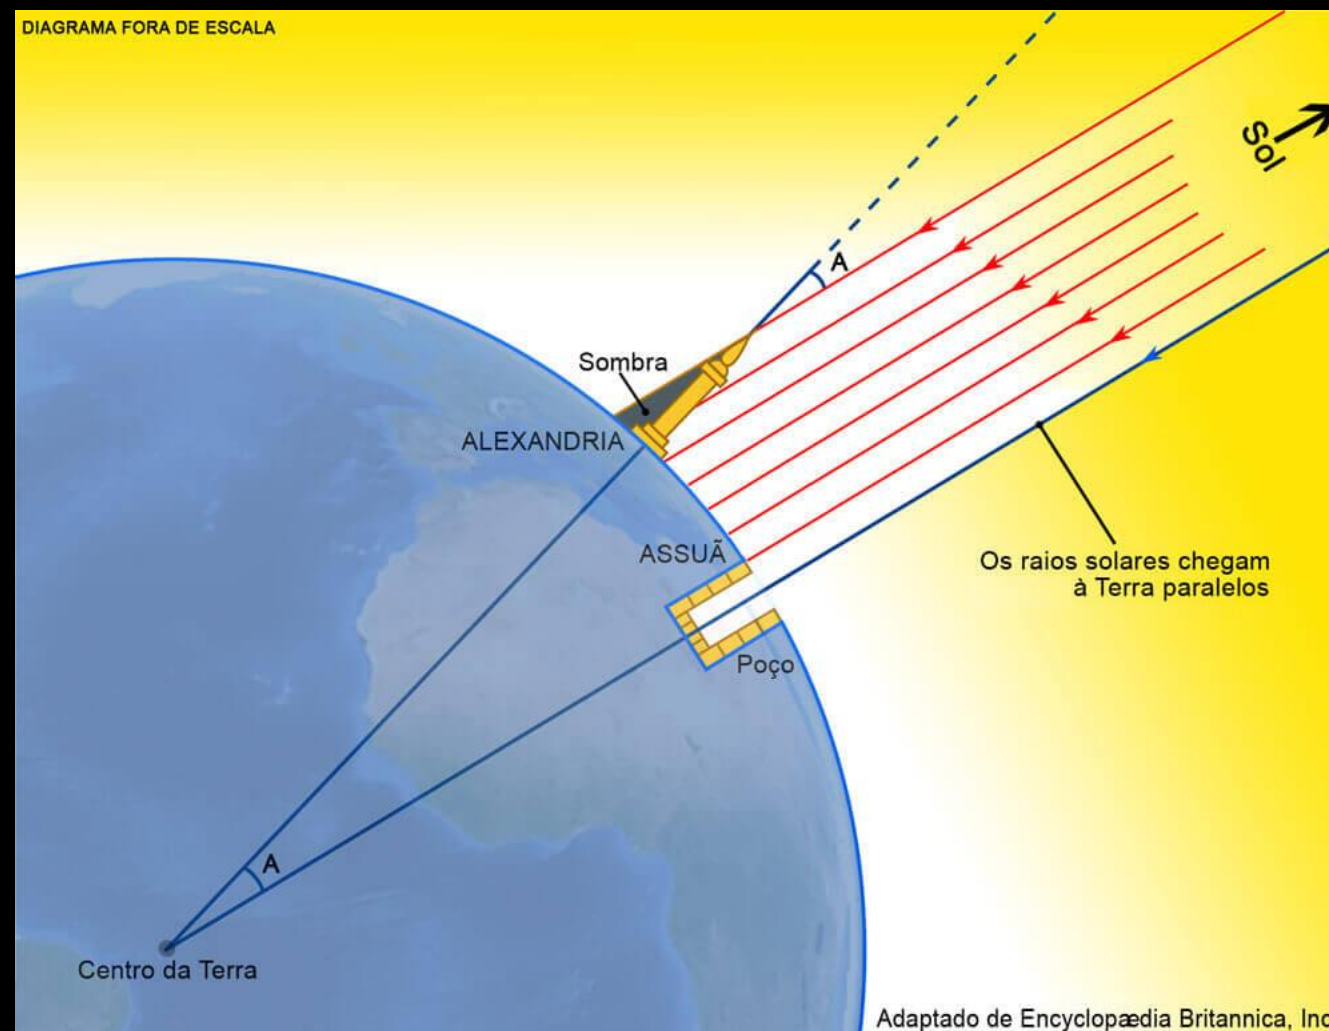 DIAGRAMA FORA DE ESCALA
Sol
A
Sombra
ALEXANDRIA
ASSUÃ
Os raios solares chegam
à Terra paralelos
Poço
A
Centro da Terra
Adaptado de Encyclopædia Britannica, Inc